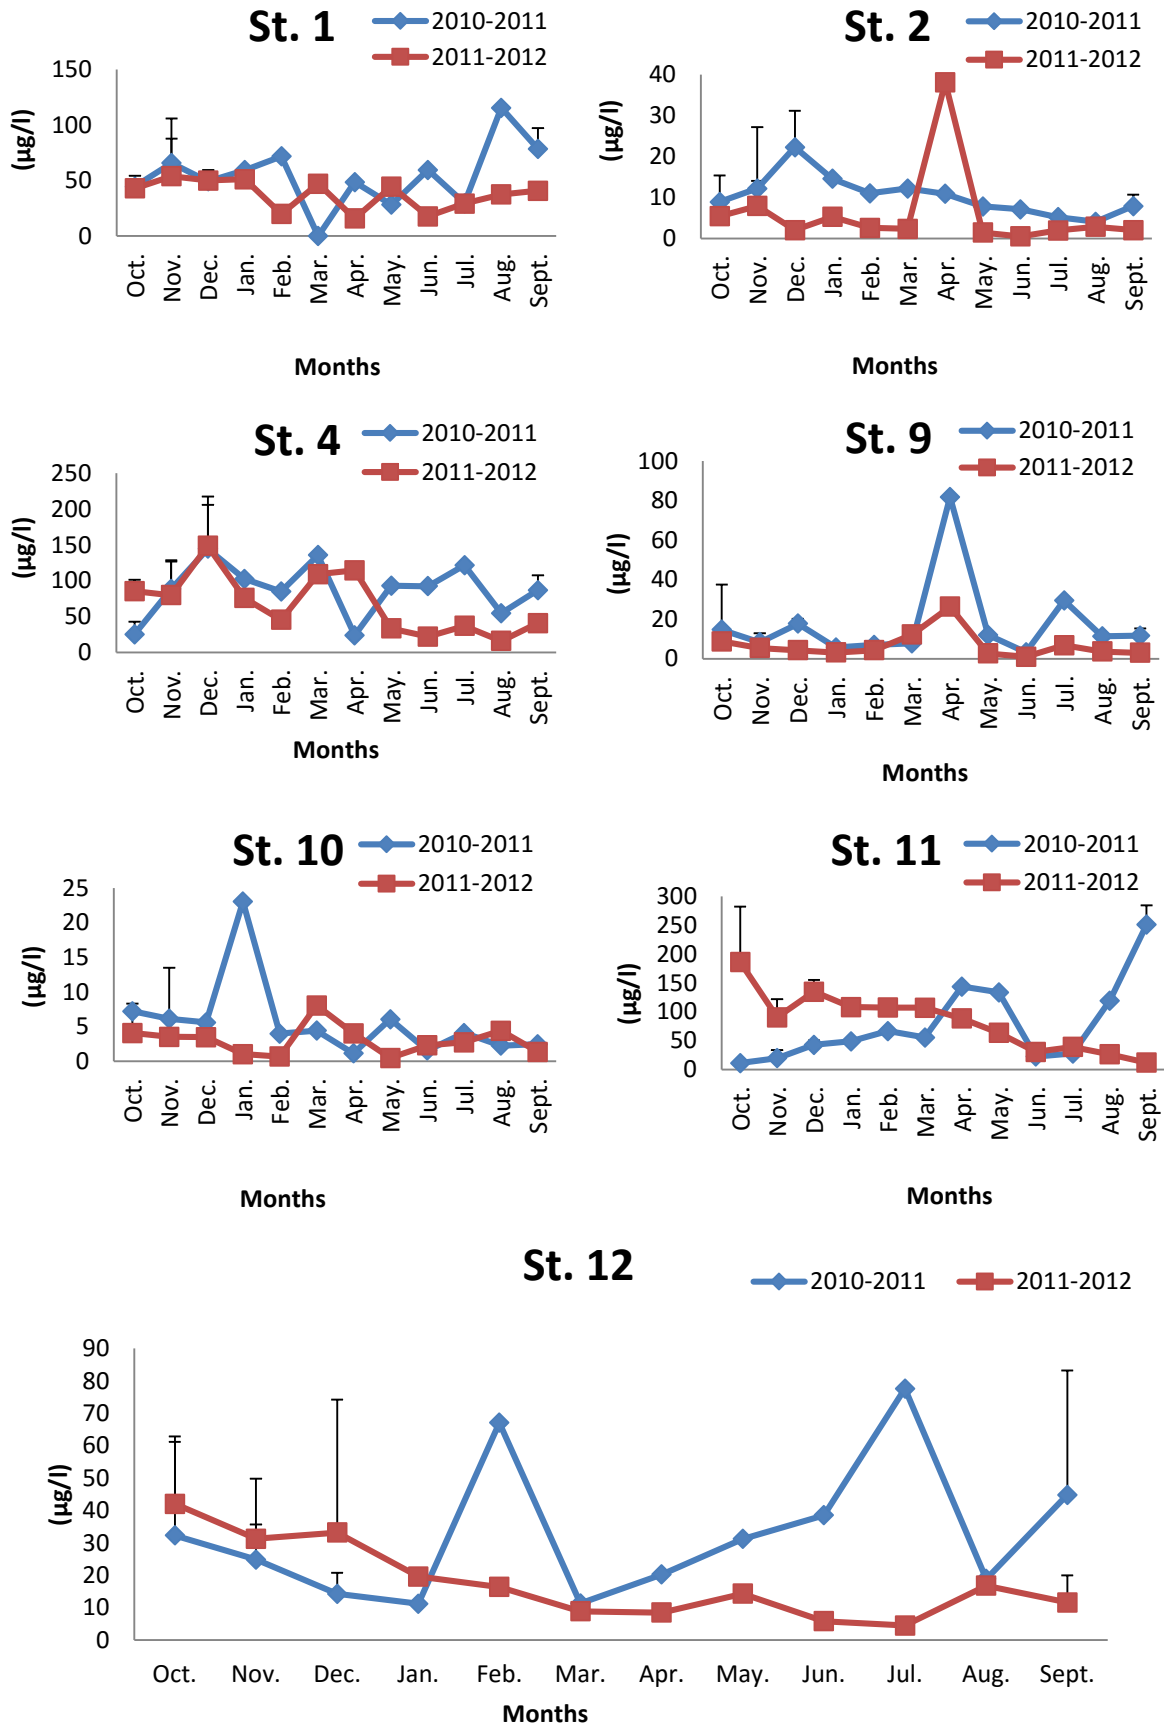 St. 1
2010-2011
2011-2012
(µg/l)
150
100
50
0
Oct.
Nov.
Dec.
Jan.
Feb.
Mar.
Apr.
May.
Jun.
Jul.
Aug.
Sept.
Months
St. 2
2010-2011
2011-2012
(µg/l)
40
30
20
10
0
Oct.
Nov.
Dec.
Jan.
Feb.
Mar.
Apr.
May.
Jun.
Jul.
Aug.
Sept.
Months
St. 4
2010-2011
2011-2012
(µg/l)
250
200
150
100
50
0
Oct.
Nov.
Dec.
Jan.
Feb.
Mar.
Apr.
May.
Jun.
Jul.
Aug.
Sept.
Months
St. 9
2010-2011
2011-2012
(µg/l)
100
80
60
40
20
0
Oct.
Nov.
Dec.
Jan.
Feb.
Mar.
Apr.
May.
Jun.
Jul.
Aug.
Sept.
Months
St. 10
2010-2011
2011-2012
(µg/l)
25
20
15
10
5
0
Oct.
Nov.
Dec.
Jan.
Feb.
Mar.
Apr.
May.
Jun.
Jul.
Aug.
Sept.
Months
St. 11
2010-2011
2011-2012
(µg/l)
300
250
200
150
100
50
0
Oct.
Nov.
Dec.
Jan.
Feb.
Mar.
Apr.
May.
Jun.
Jul.
Aug.
Sept.
Months
St. 12
2010-2011
2011-2012
(µg/l)
90
80
70
60
50
40
30
20
10
0
Oct.
Nov.
Dec.
Jan.
Feb.
Mar.
Apr.
May.
Jun.
Jul.
Aug.
Sept.
Months